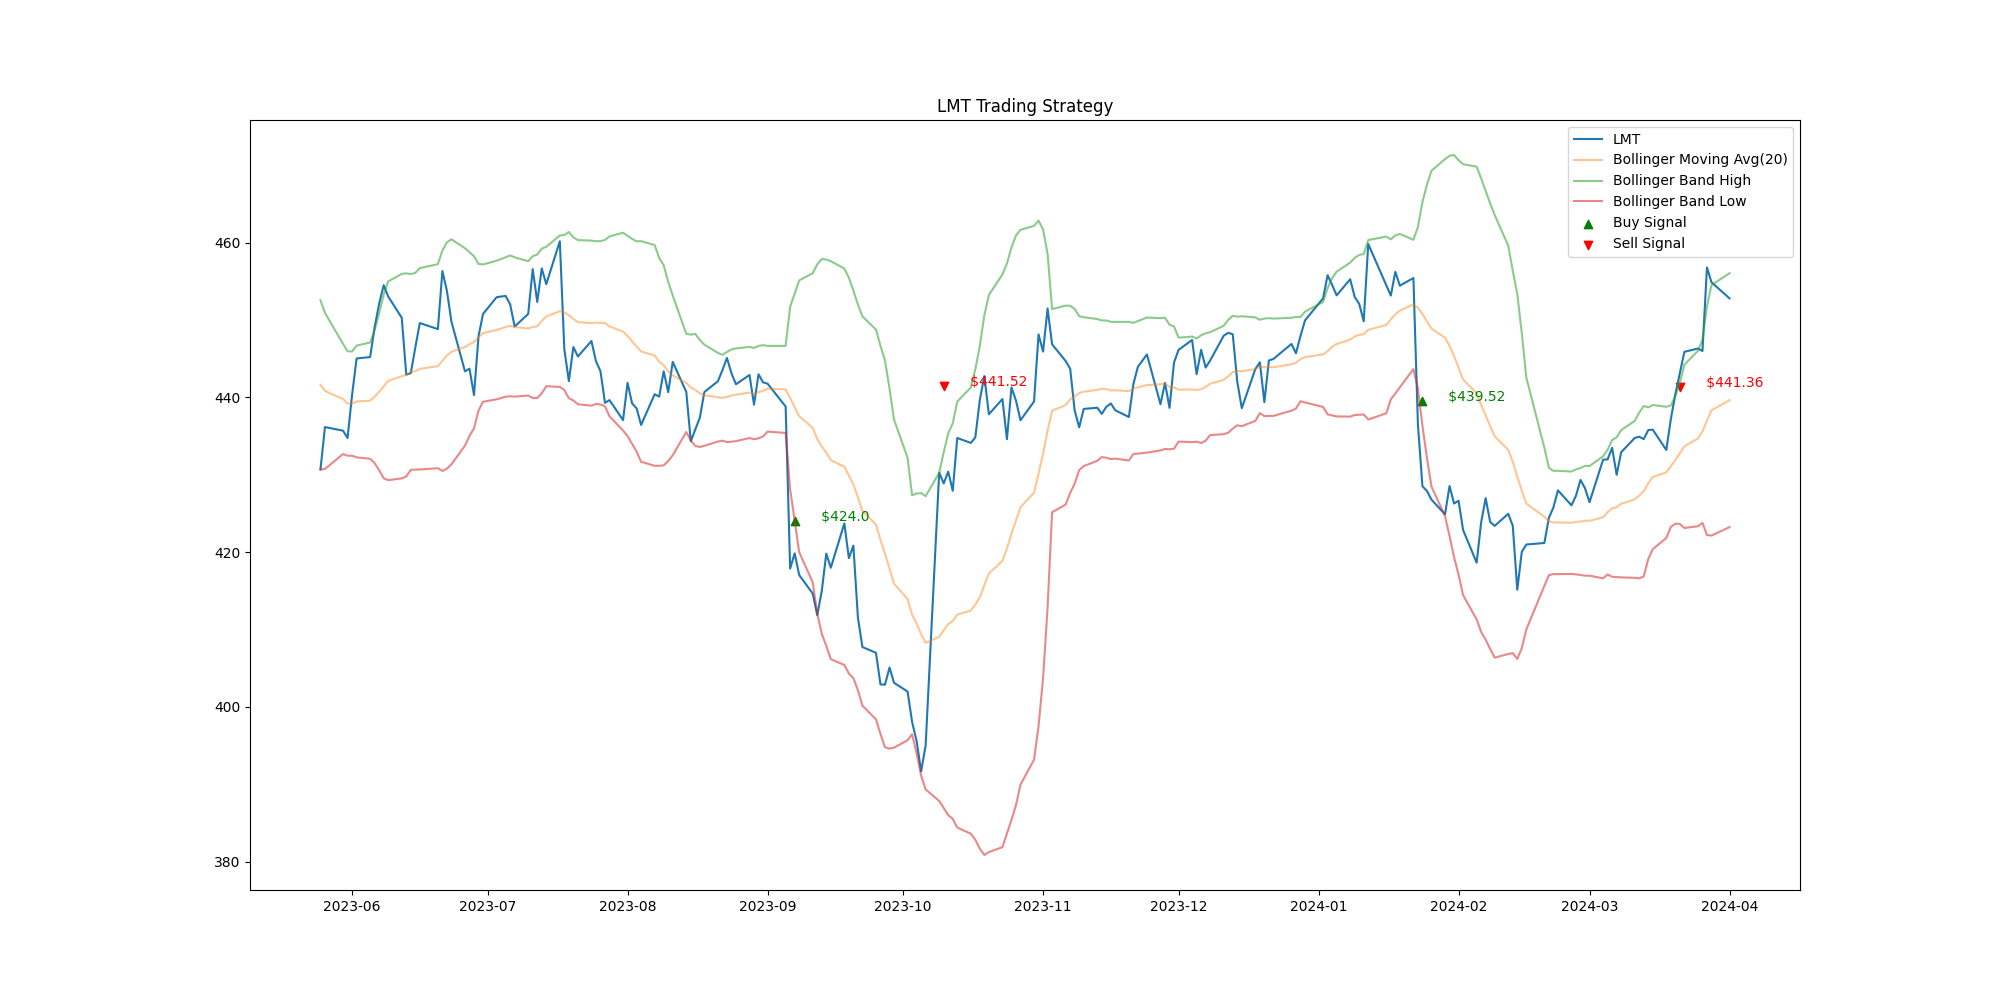 LMT Trading Strategy
LMT
Bollinger Moving Avg(20)
Bollinger Band High
Bollinger Band Low
Buy Signal
Sell Signal
460
440
420
400
380
$424.0
$441.52
$439.52
$441.36
2023-06 2023-07 2023-08 2023-09 2023-10 2023-11 2023-12 2024-01 2024-02 2024-03 2024-04